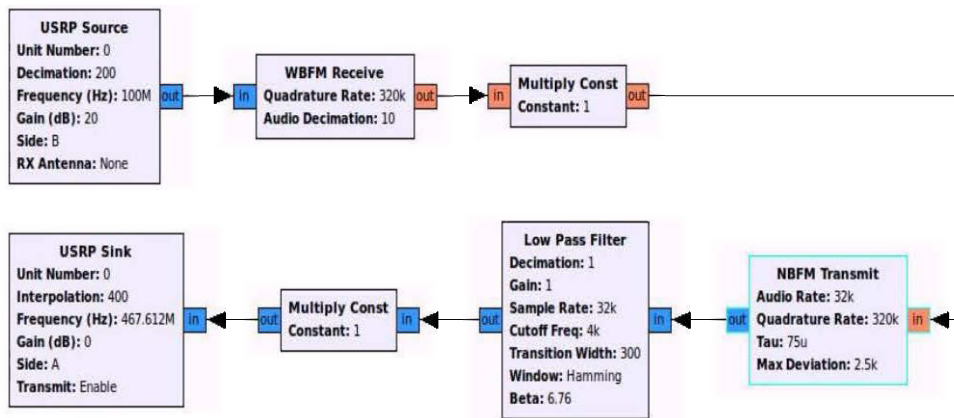 USRP Source
Unit Number: 0
Decimation: 200
Frequency (Hz): 100M
Gain (dB): 20
Side: B
RX Antenna: None
out
in
WBFM Receive
Quadrature Rate: 320k
Audio Decimation: 10
out
in
Multiply Const
Constant: 1
out
USRP Sink
Unit Number: 0
Interpolation: 400
Frequency (Hz): 467.612M
Gain (dB): 0
Side: A
Transmit: Enable
in
out
Multiply Const
Constant: 1
in
out
Low Pass Filter
Decimation: 1
Gain: 1
Sample Rate: 32k
Cutoff Freq: 4k
Transition Width: 300
Window: Hamming
Beta: 6.76
in
out
NBFM Transmit
Audio Rate: 32k
Quadrature Rate: 320k
Tau: 75u
Max Deviation: 2.5k
in